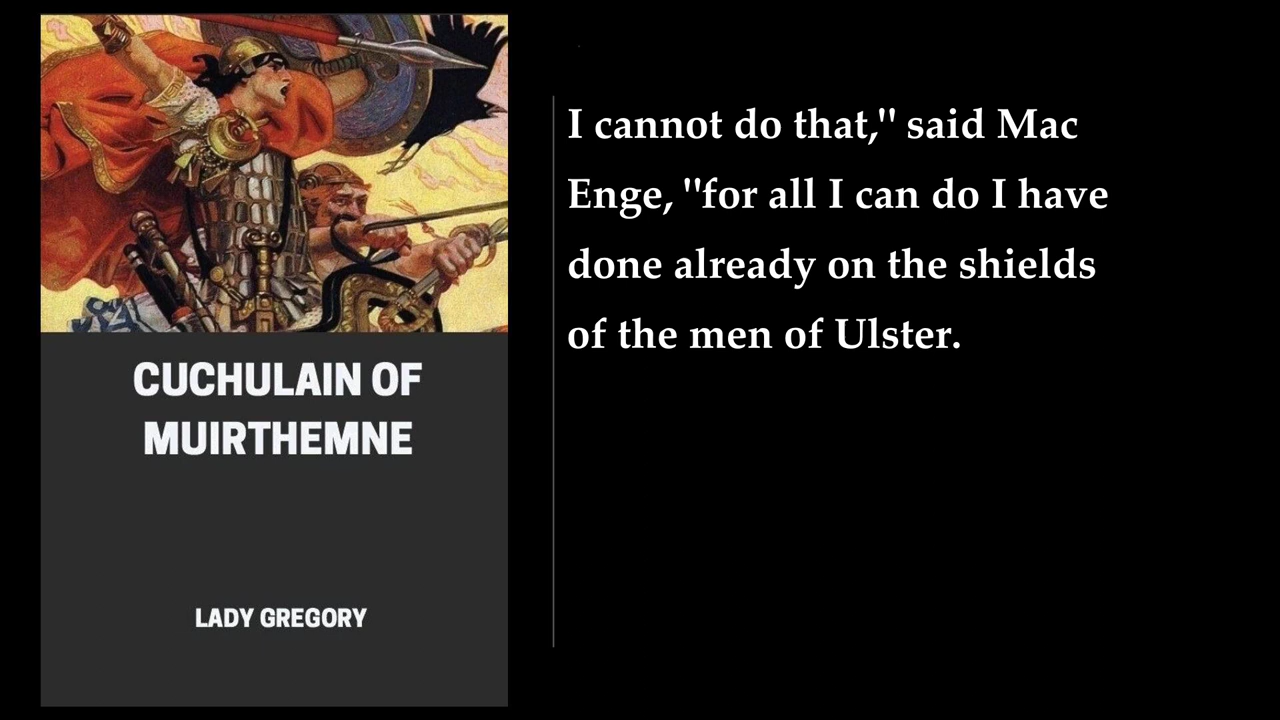 CUCHULAIN OF
MUIRTHEMNE
LADY GREGORY
I cannot do that," said Mac
Enge, "for all I can do I have
done already on the shields
of the men of Ulster.